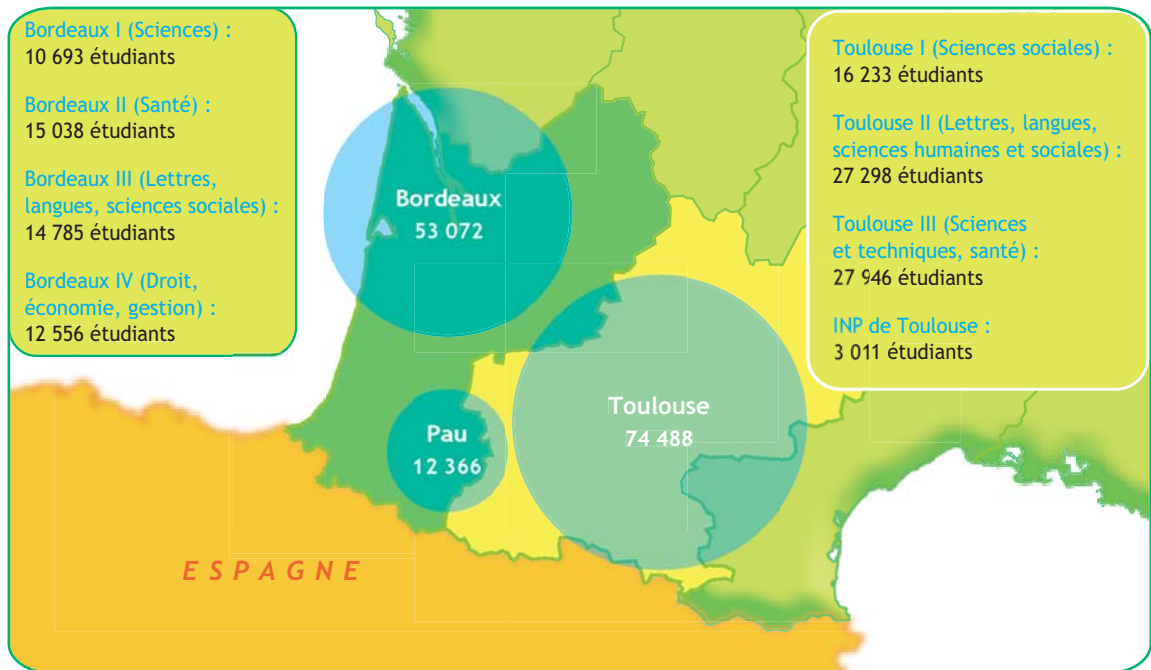 Bordeaux I (Sciences) :
10 693 étudiants
Bordeaux II (Santé) :
15 038 étudiants
Bordeaux III (Lettres,
langues, sciences sociales) :
14 785 étudiants
Bordeaux IV (Droit,
économie, gestion) :
12 556 étudiants
Toulouse I (Sciences sociales) :
16 233 étudiants
Toulouse II (Lettres, langues,
sciences humaines et sociales) :
27 298 étudiants
Toulouse III (Sciences
et techniques, santé) :
27 946 étudiants
INP de Toulouse :
3 011 étudiants
Bordeaux
53 072
Toulouse
74 488
Pau
12 366
ESPAGNE